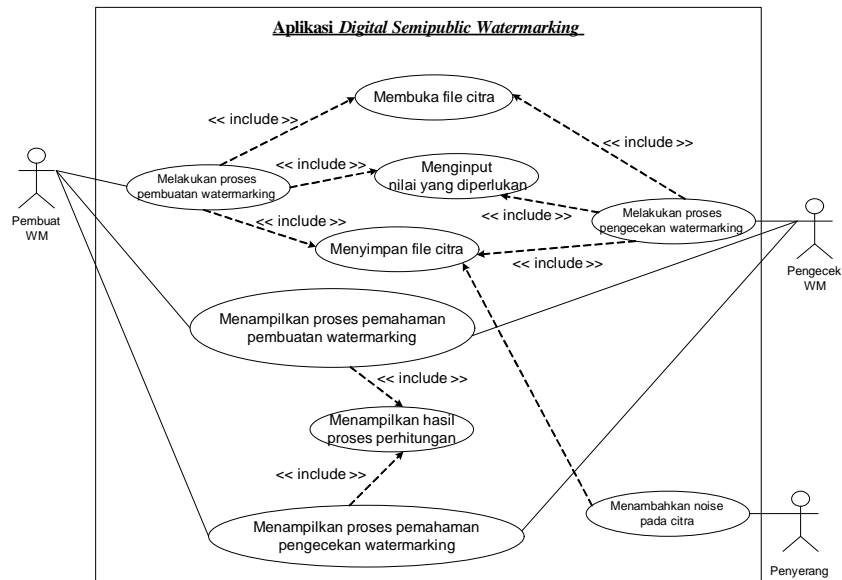 Aplikasi Digital Semipublic Watermarking
Membuka file citra
<< include >>
<< include >>
<< include >>
Melakukan proses
pembuatan watermarking
Menginput
nilai yang diperlukan
Pembuat
WM
<< include >>
Melakukan proses
pengecekan watermarking
<< include >>
Menyimpan file citra
<< include >>
Pengecek
WM
Menampilkan proses pemahaman
pembuatan watermarking
<< include >>
Menampilkan hasil
proses perhitungan
<< include >>
Menampilkan proses pemahaman
pengecekan watermarking
Menambahkan noise
pada citra
Penyerang